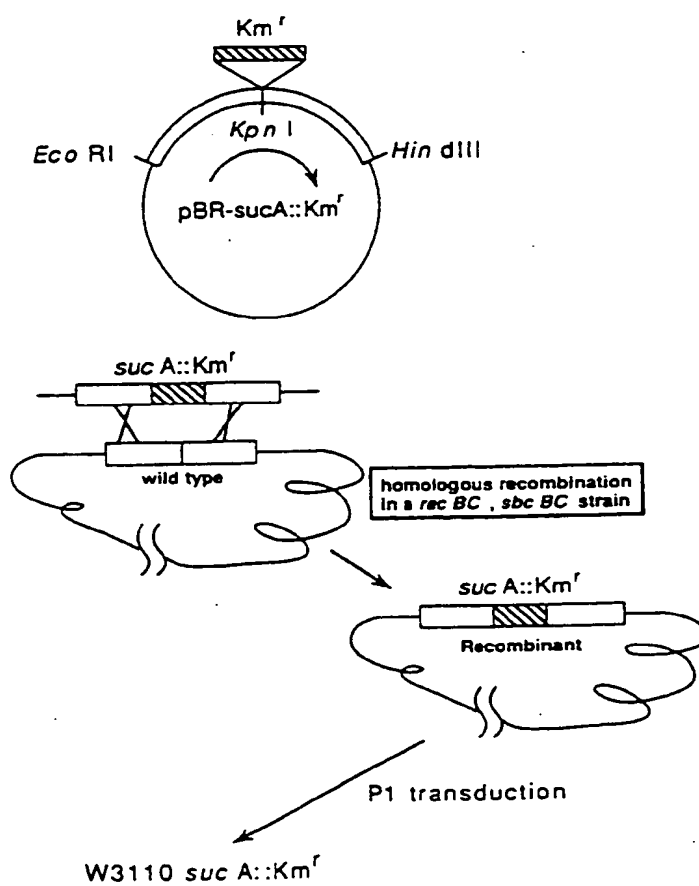 Km r
Kpn I
Eco RI
Hin dIII
pBR-sucA::Km r
suc A::Km r
wild type
homologous recombination
in a rec BC , sbc BC strain
suc A::Km r
Recombinant
P1 transduction
W3110 suc A::Km r